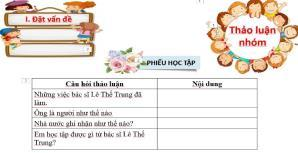 I. Đặt vấn đề
Thảo luận
nhóm
PHIẾU HỌC TẬP
Câu hỏi thảo luận
Nội dung
Những việc bác sĩ Lê Thế Trung đã
làm.
Ông là người như thế nào
Nhà nước ghi nhận như thế nào?
Em học tập được gì từ bác sĩ Lê Thế
Trung?